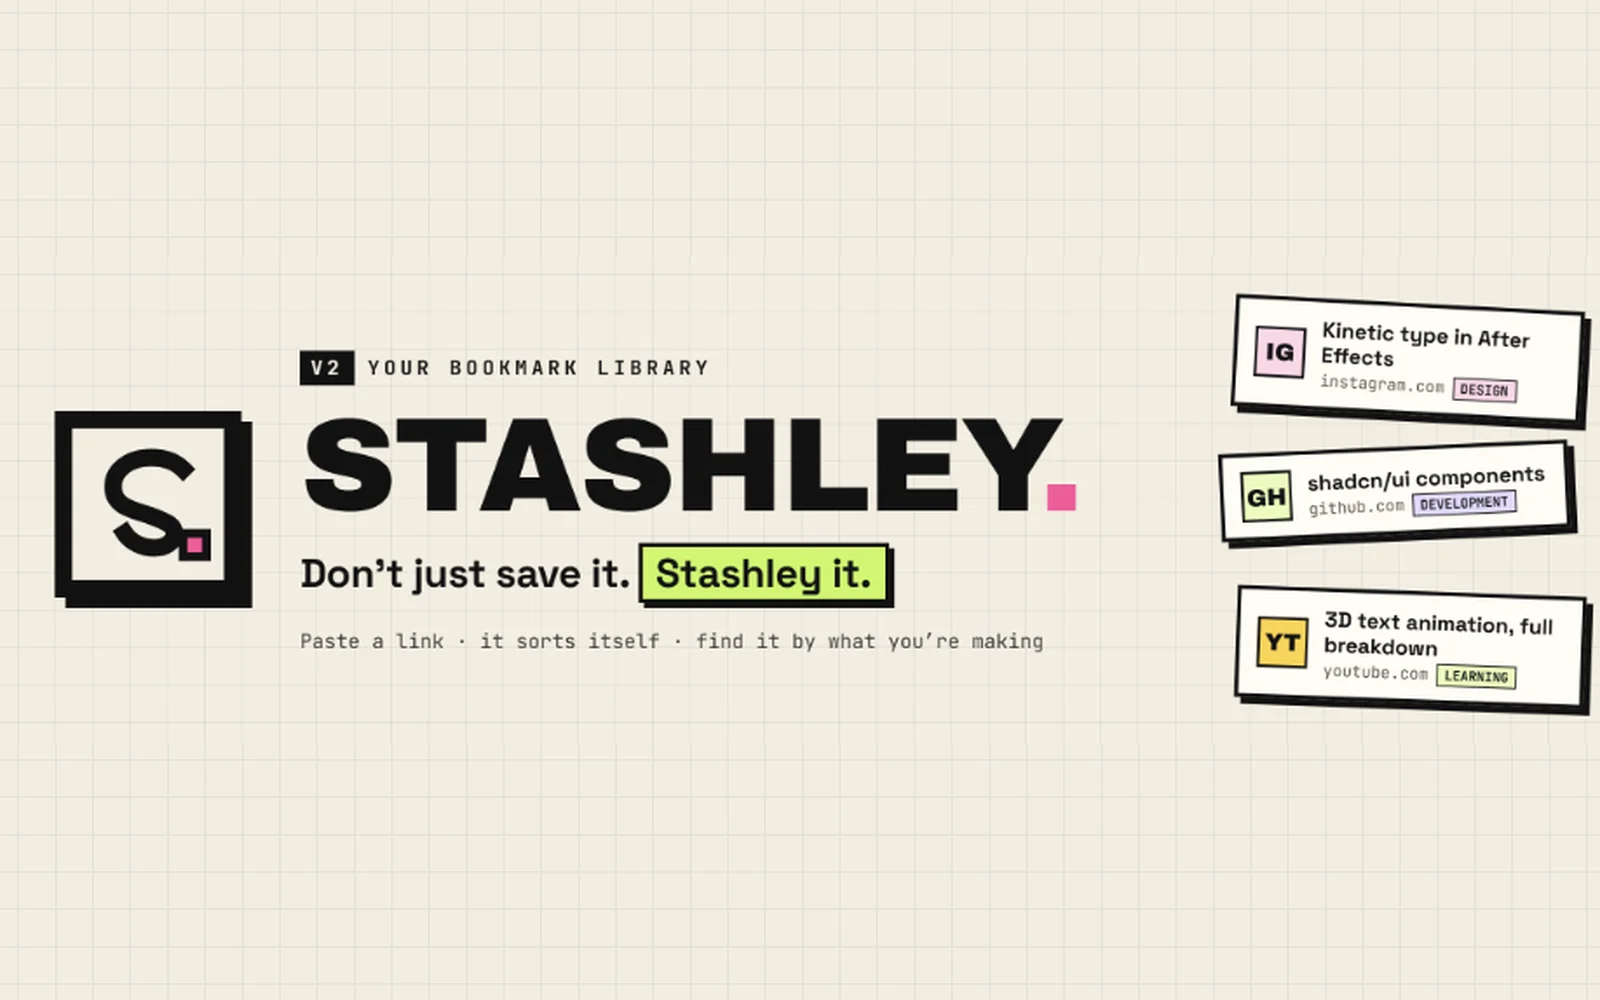 V2 YOUR BOOKMARK LIBRARY
S.
STASHLEY.
Don’t just save it. Stashley it.
Paste a link · it sorts itself · find it by what you’re making
IG
Kinetic type in After
Effects
instagram.com DESIGN
GH
shadcn/ui components
github.com DEVELOPMENT
YT
3D text animation, full
breakdown
youtube.com LEARNING